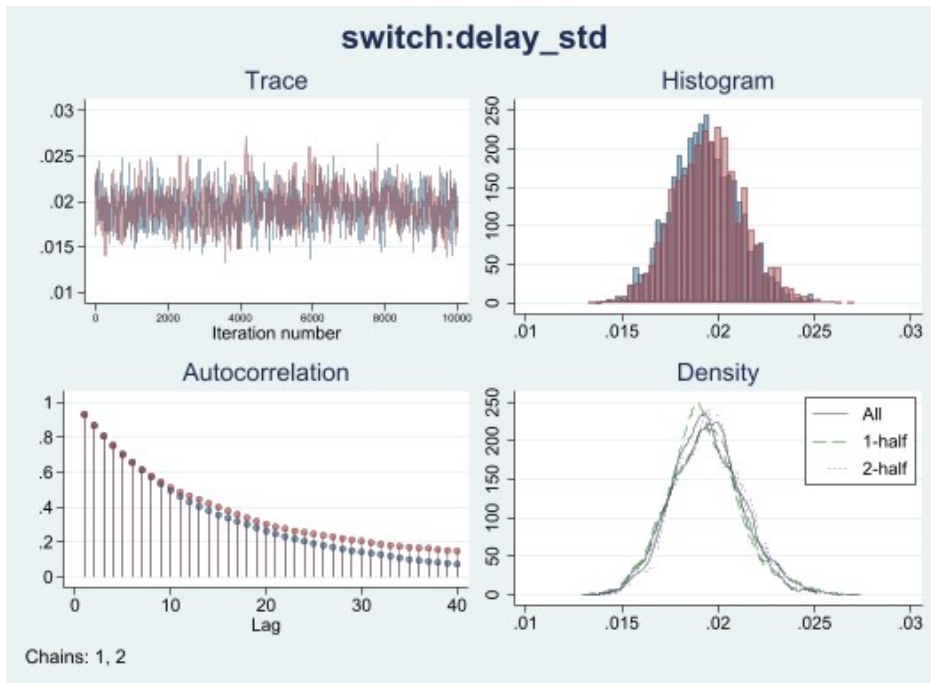 switch:delay_std
Trace
.03
.025
.02
.015
.01
0 2000 4000 6000 8000 10000
Iteration number
Histogram
250
200
150
100
50
0
.01 .015 .02 .025 .03
Autocorrelation
1
.8
.6
.4
.2
0
0 10 20 30 40
Lag
Density
250
200
150
100
50
0
.01 .015 .02 .025 .03
All
1-half
2-half
Chains: 1, 2